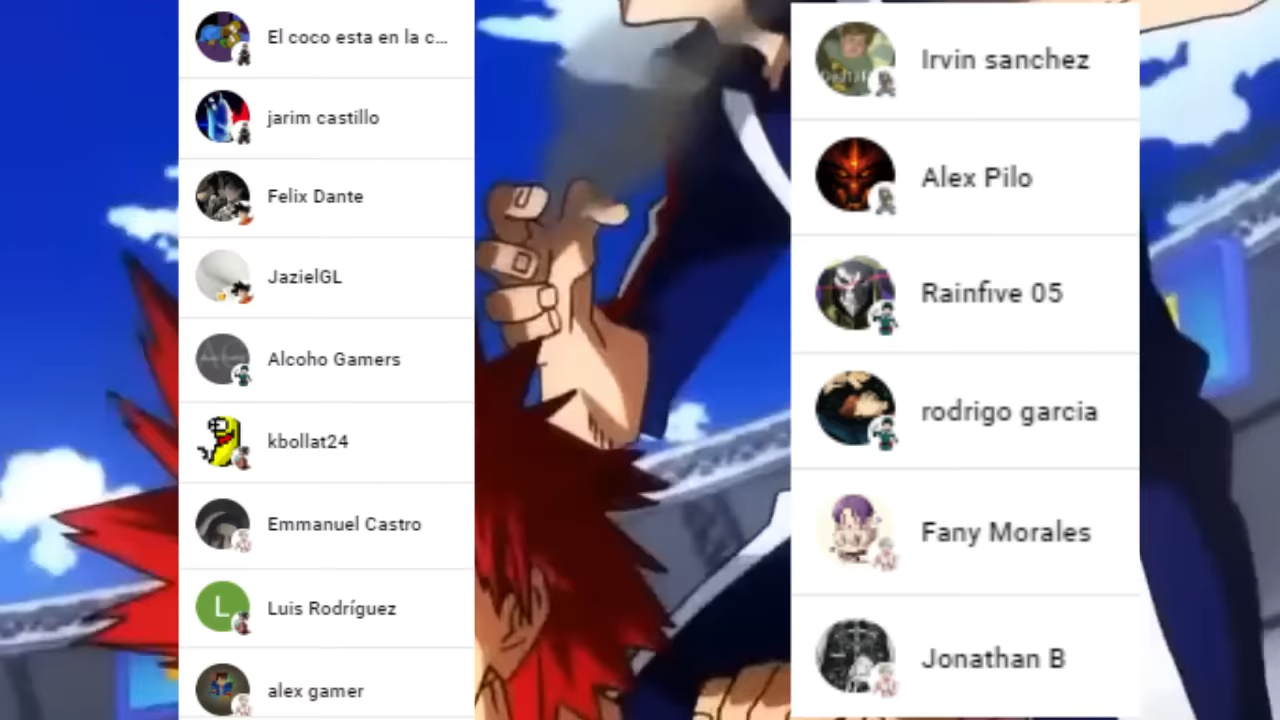 El coco esta en la c...
jarim castillo
Felix Dante
JazielGL
Alcoho Gamers
kbollat24
Emmanuel Castro
L
Luis Rodríguez
alex gamer
Irvin sanchez
Alex Pilo
Rainfive 05
rodrigo garcia
Fany Morales
Jonathan B